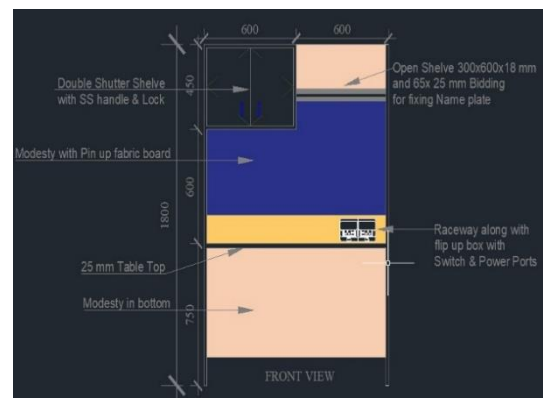 600
600
Double Shutter Shelve
with SS handle & Lock
450
Open Shelve 300x600x18 mm
and 65x 25 mm Bidding
for fixing Name plate
Modesty with Pin up fabric board
600
1800
Raceway along with
flip up box with
Switch & Power Ports
25 mm Table Top
Modesty in bottom
750
FRONT VIEW